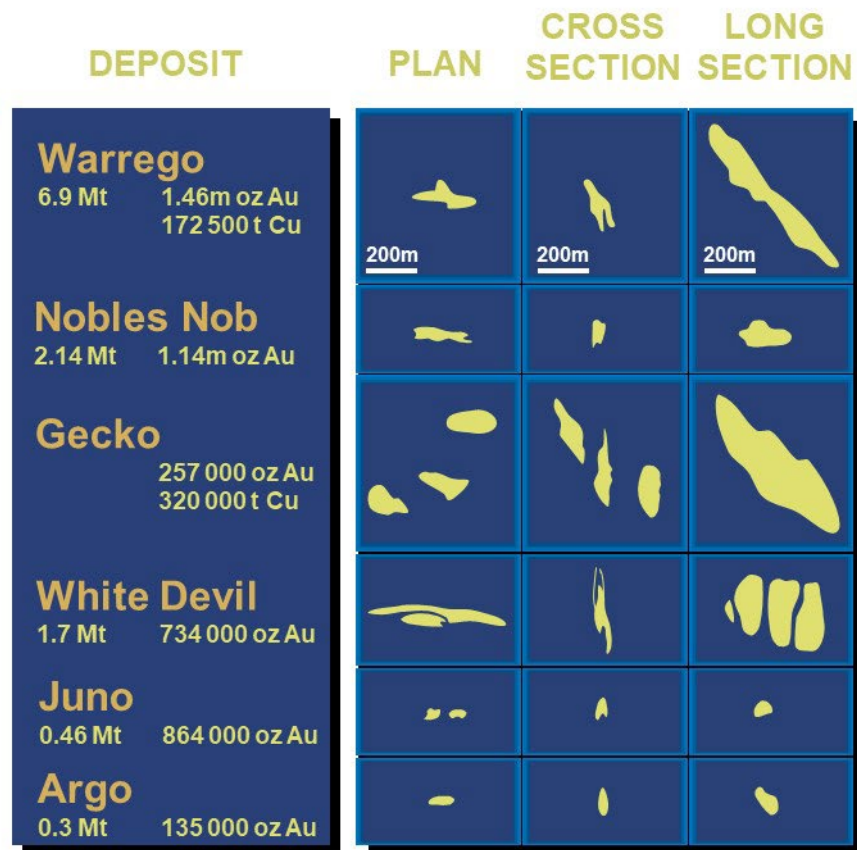 DEPOSIT
PLAN
CROSS
SECTION
LONG
SECTION
Warrego
6.9 Mt 1.46m oz Au
172 500 t Cu
200m
200m
200m
Nobles Nob
2.14 Mt 1.14m oz Au
Gecko
257 000 oz Au
320 000 t Cu
White Devil
1.7 Mt 734 000 oz Au
Juno
0.46 Mt 864 000 oz Au
Argo
0.3 Mt 135 000 oz Au